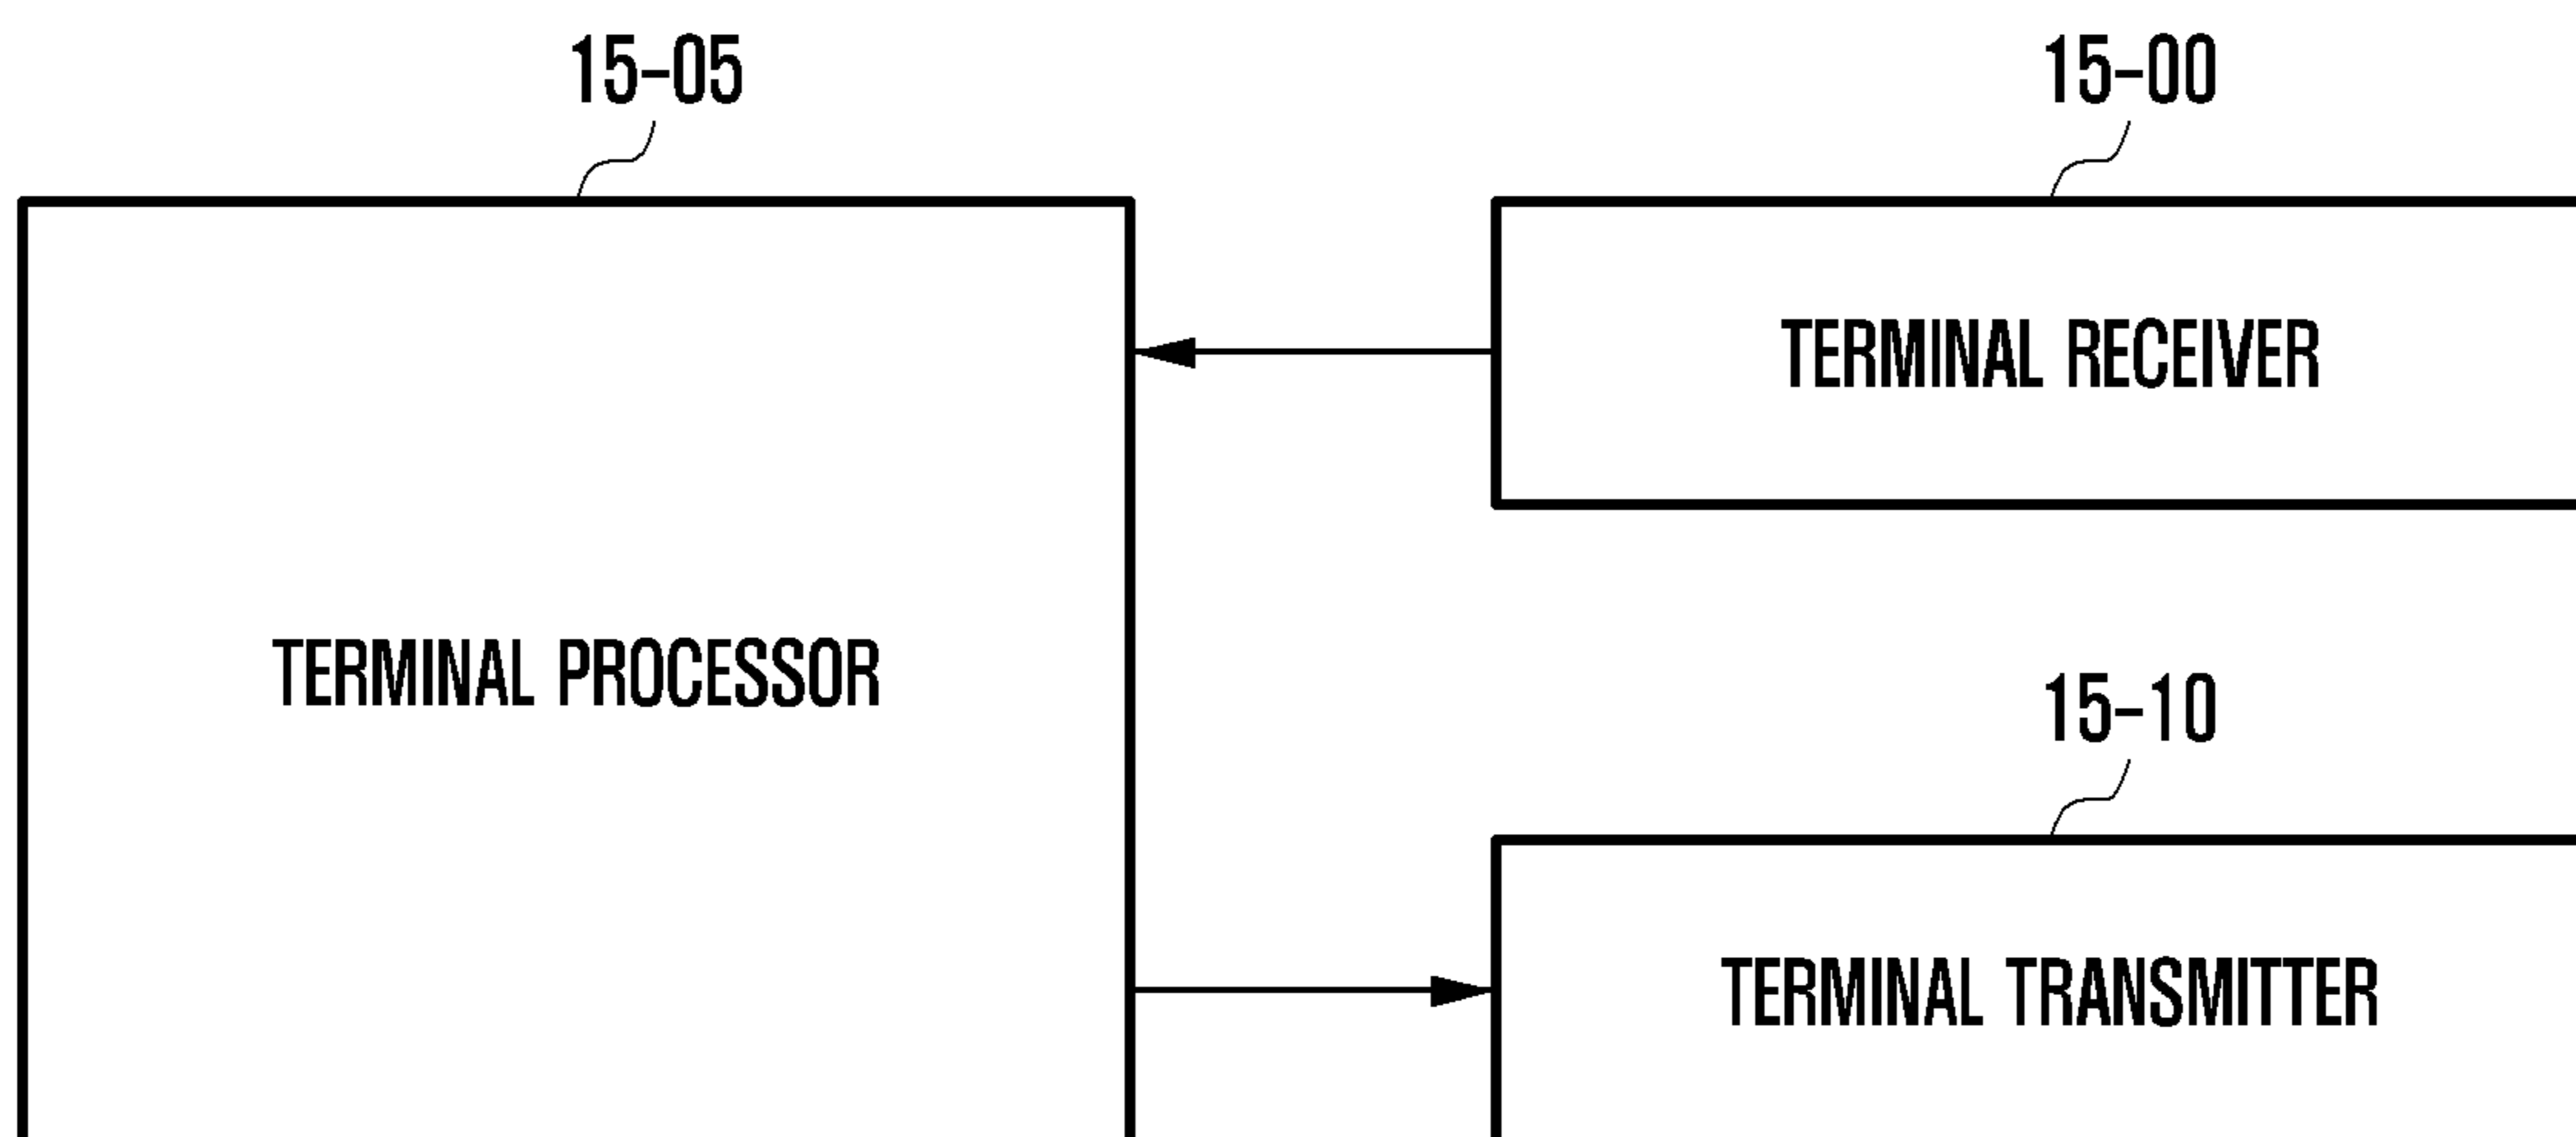 15-05
15-00
TERMINAL RECEIVER
TERMINAL PROCESSOR
15-10
TERMINAL TRANSMITTER